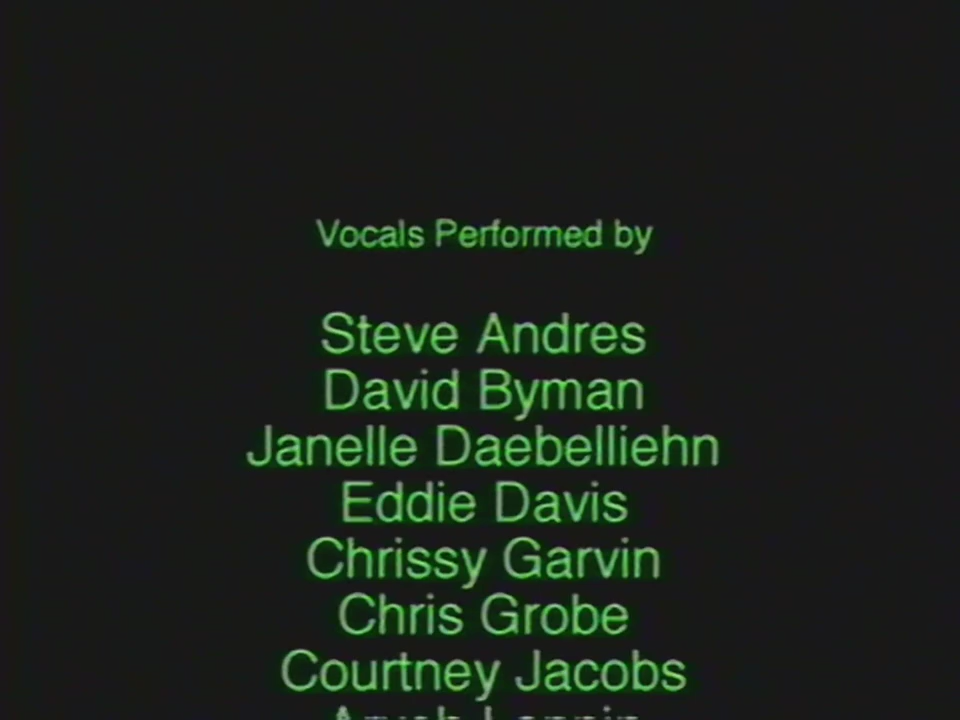 Vocals Performed by
Steve Andres
David Byman
Janelle Daebelliehn
Eddie Davis
Chrissy Garvin
Chris Grobe
Courtney Jacobs